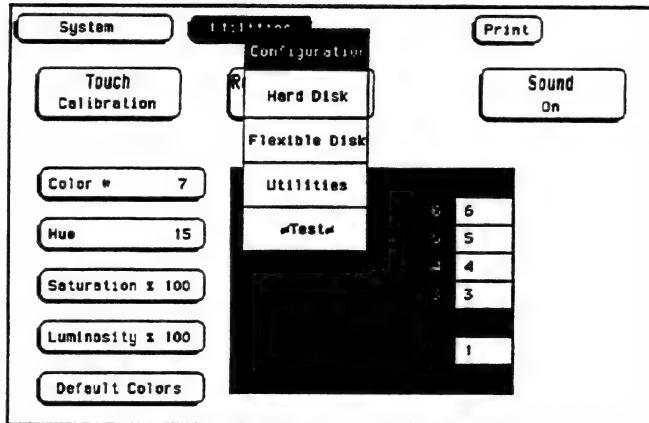 System Utilities Print
Configuration
Touch
Calibration
Hard Disk
Sound
On
Flexible Disk
Color # 7
Utilities
6
Hue 15
≠Test≠
5
4
Saturation % 100
3
Luminosity % 100
1
Default Colors